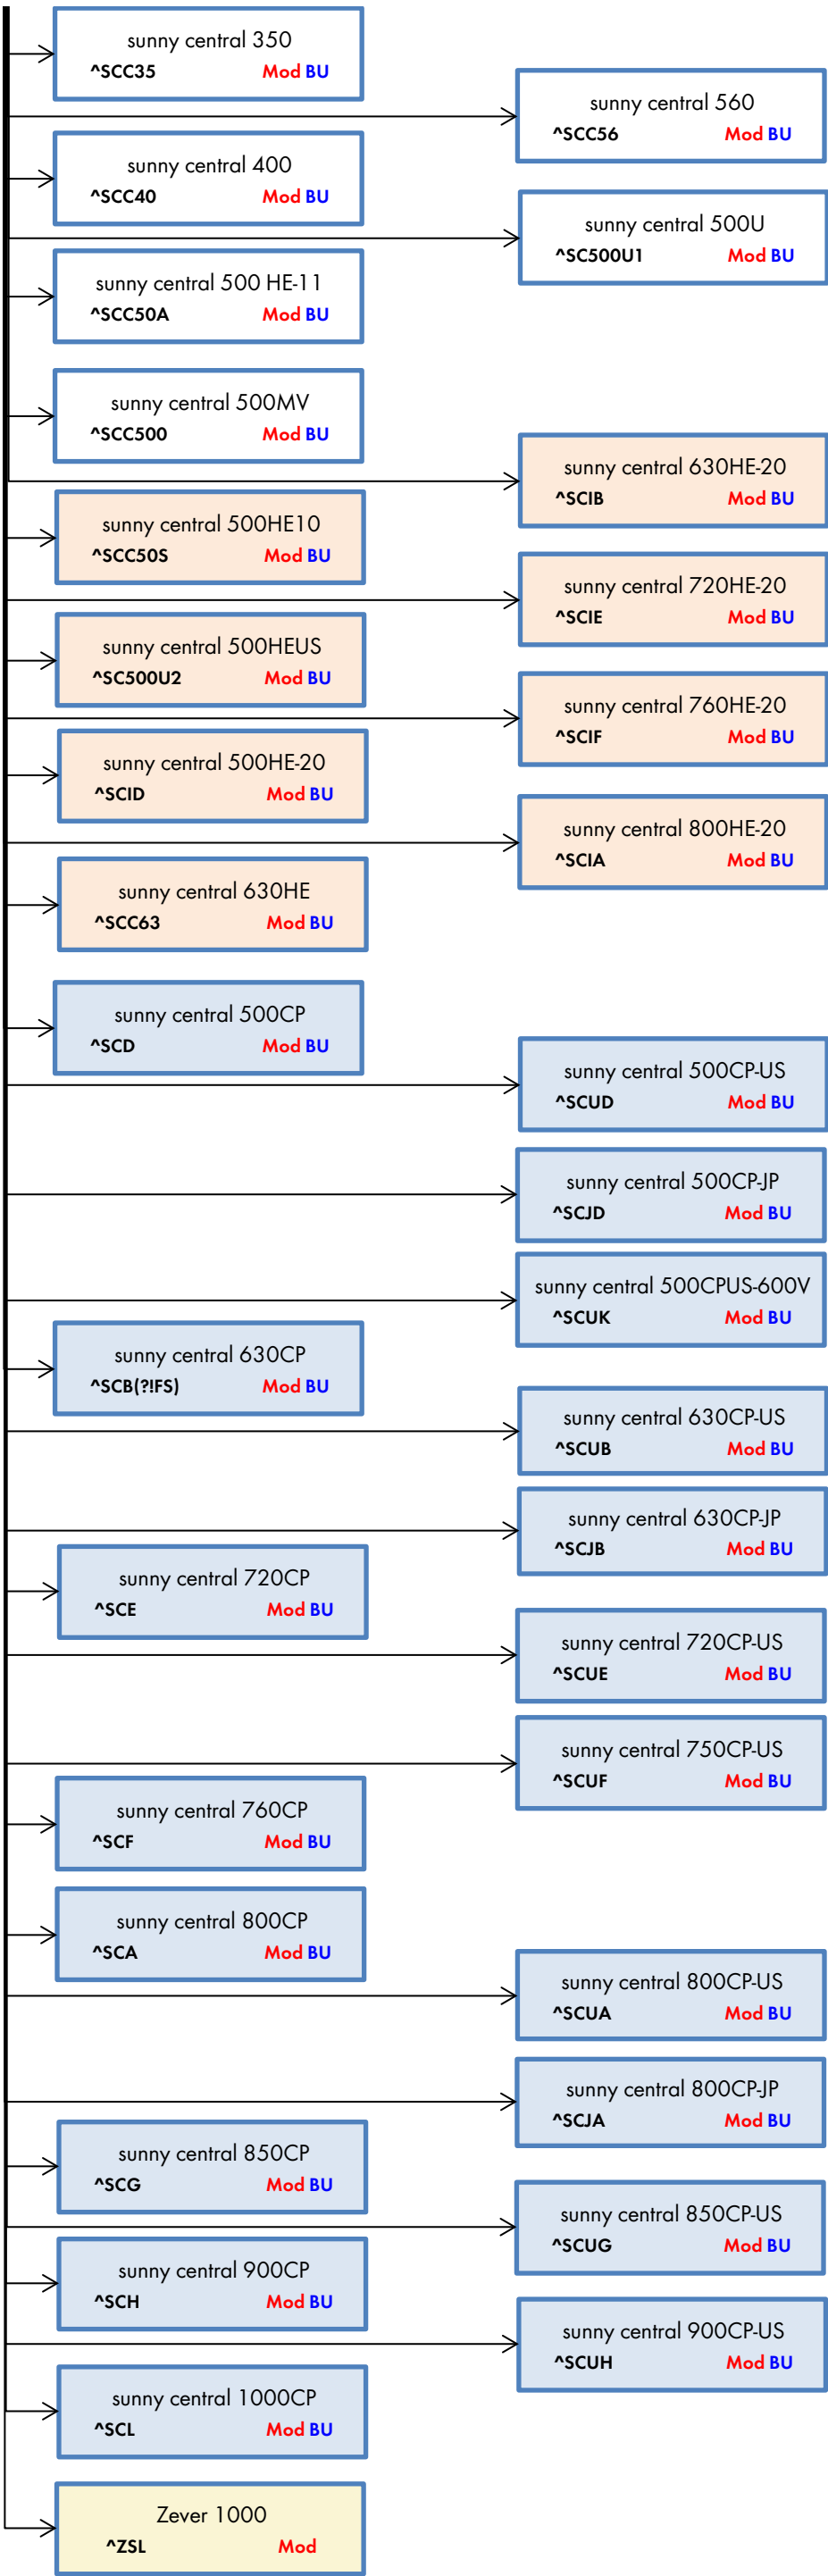 sunny central 350
^SCC35 Mod BU
sunny central 560
^SCC56 Mod BU
sunny central 400
^SCC40 Mod BU
sunny central 500U
^SC500U1 Mod BU
sunny central 500 HE-11
^SCC50A Mod BU
sunny central 500MV
^SCC500 Mod BU
sunny central 630HE-20
^SCIB Mod BU
sunny central 500HE10
^SCC50S Mod BU
sunny central 720HE-20
^SCIE Mod BU
sunny central 500HEUS
^SC500U2 Mod BU
sunny central 760HE-20
^SCIF Mod BU
sunny central 500HE-20
^SCID Mod BU
sunny central 800HE-20
^SCIA Mod BU
sunny central 630HE
^SCC63 Mod BU
sunny central 500CP
^SCD Mod BU
sunny central 500CP-US
^SCUD Mod BU
sunny central 500CP-JP
^SCJD Mod BU
sunny central 500CPUS-600V
^SCUK Mod BU
sunny central 630CP
^SCB(?!FS) Mod BU
sunny central 630CP-US
^SCUB Mod BU
sunny central 630CP-JP
^SCJB Mod BU
sunny central 720CP
^SCE Mod BU
sunny central 720CP-US
^SCUE Mod BU
sunny central 750CP-US
^SCUF Mod BU
sunny central 760CP
^SCF Mod BU
sunny central 800CP
^SCA Mod BU
sunny central 800CP-US
^SCUA Mod BU
sunny central 800CP-JP
^SCJA Mod BU
sunny central 850CP
^SCG Mod BU
sunny central 850CP-US
^SCUG Mod BU
sunny central 900CP
^SCH Mod BU
sunny central 900CP-US
^SCUH Mod BU
sunny central 1000CP
^SCL Mod BU
Zever 1000
^ZSL Mod